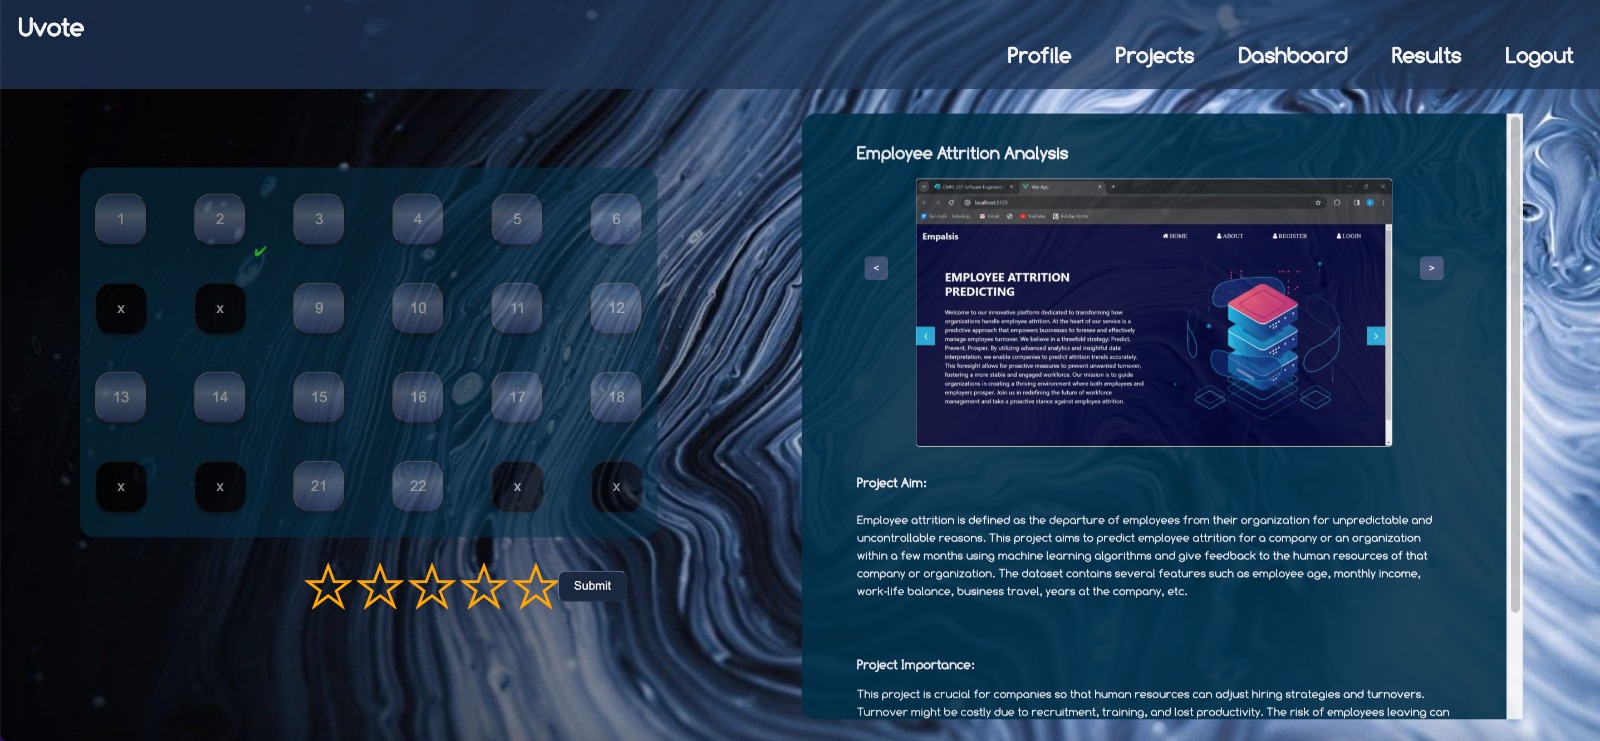 Uvote
Profile Projects Dashboard Results Logout
1 2 3 4 5 6
✔
x x 9 10 11 12
13 14 15 16 17 18
x x 21 22 x x
Submit
Employee Attrition Analysis
localhost:5173
Gmail YouTube
Empalsis
HOME ABOUT REGISTER LOGIN
<
>
EMPLOYEE ATTRITION
PREDICTING
Welcome to our innovative platform dedicated to transforming how
organizations handle employee attrition. At the heart of our service is a
predictive approach that empowers businesses to foresee and effectively
manage employee turnover. We believe in a threefold strategy: Predict,
Prevent, Prosper. By utilizing advanced analytics and insightful data
interpretation, we enable companies to predict attrition trends accurately.
This foresight allows for proactive measures to prevent unwanted turnover,
fostering a more stable and engaged workforce. Our mission is to guide
organizations in creating a thriving environment where both employees and
employers prosper. Join us in redefining the future of workforce
management and take a proactive stance against employee attrition.
Project Aim:
Employee attrition is defined as the departure of employees from their organization for unpredictable and
uncontrollable reasons. This project aims to predict employee attrition for a company or an organization
within a few months using machine learning algorithms and give feedback to the human resources of that
company or organization. The dataset contains several features such as employee age, monthly income,
work-life balance, business travel, years at the company, etc.
Project Importance:
This project is crucial for companies so that human resources can adjust hiring strategies and turnovers.
Turnover might be costly due to recruitment, training, and lost productivity. The risk of employees leaving can